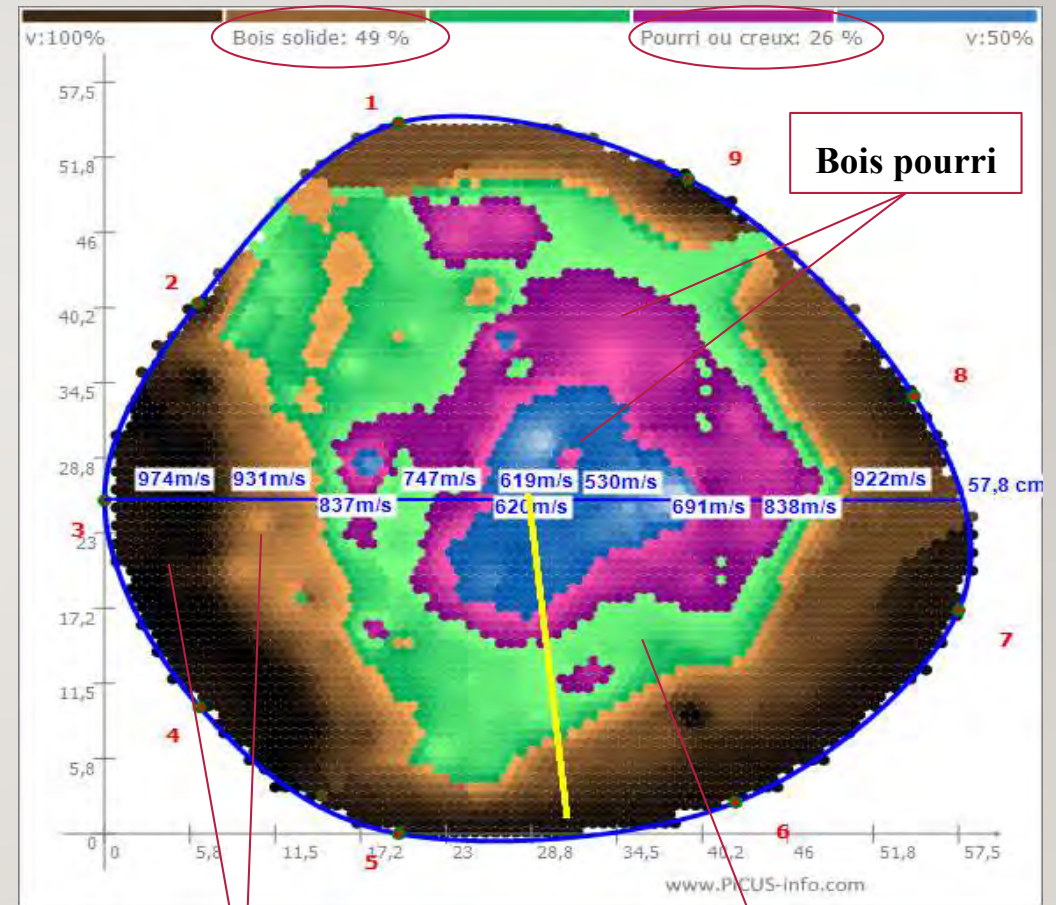 v:100%
Bois solide: 49 %
Pourri ou creux: 26 %
v:50%
57,5
1
9
Bois pourri
51,8
46
2
40,2
8
34,5
28,8
974m/s
931m/s
837m/s
747m/s
619m/s
620m/s
530m/s
691m/s
838m/s
922m/s
57,8 cm
3
23
17,2
7
11,5
4
5,8
0
5
6
0
5,8
11,5
17,2
23
28,8
34,5
40,2
46
51,8
57,5
www.PiCUS-info.com